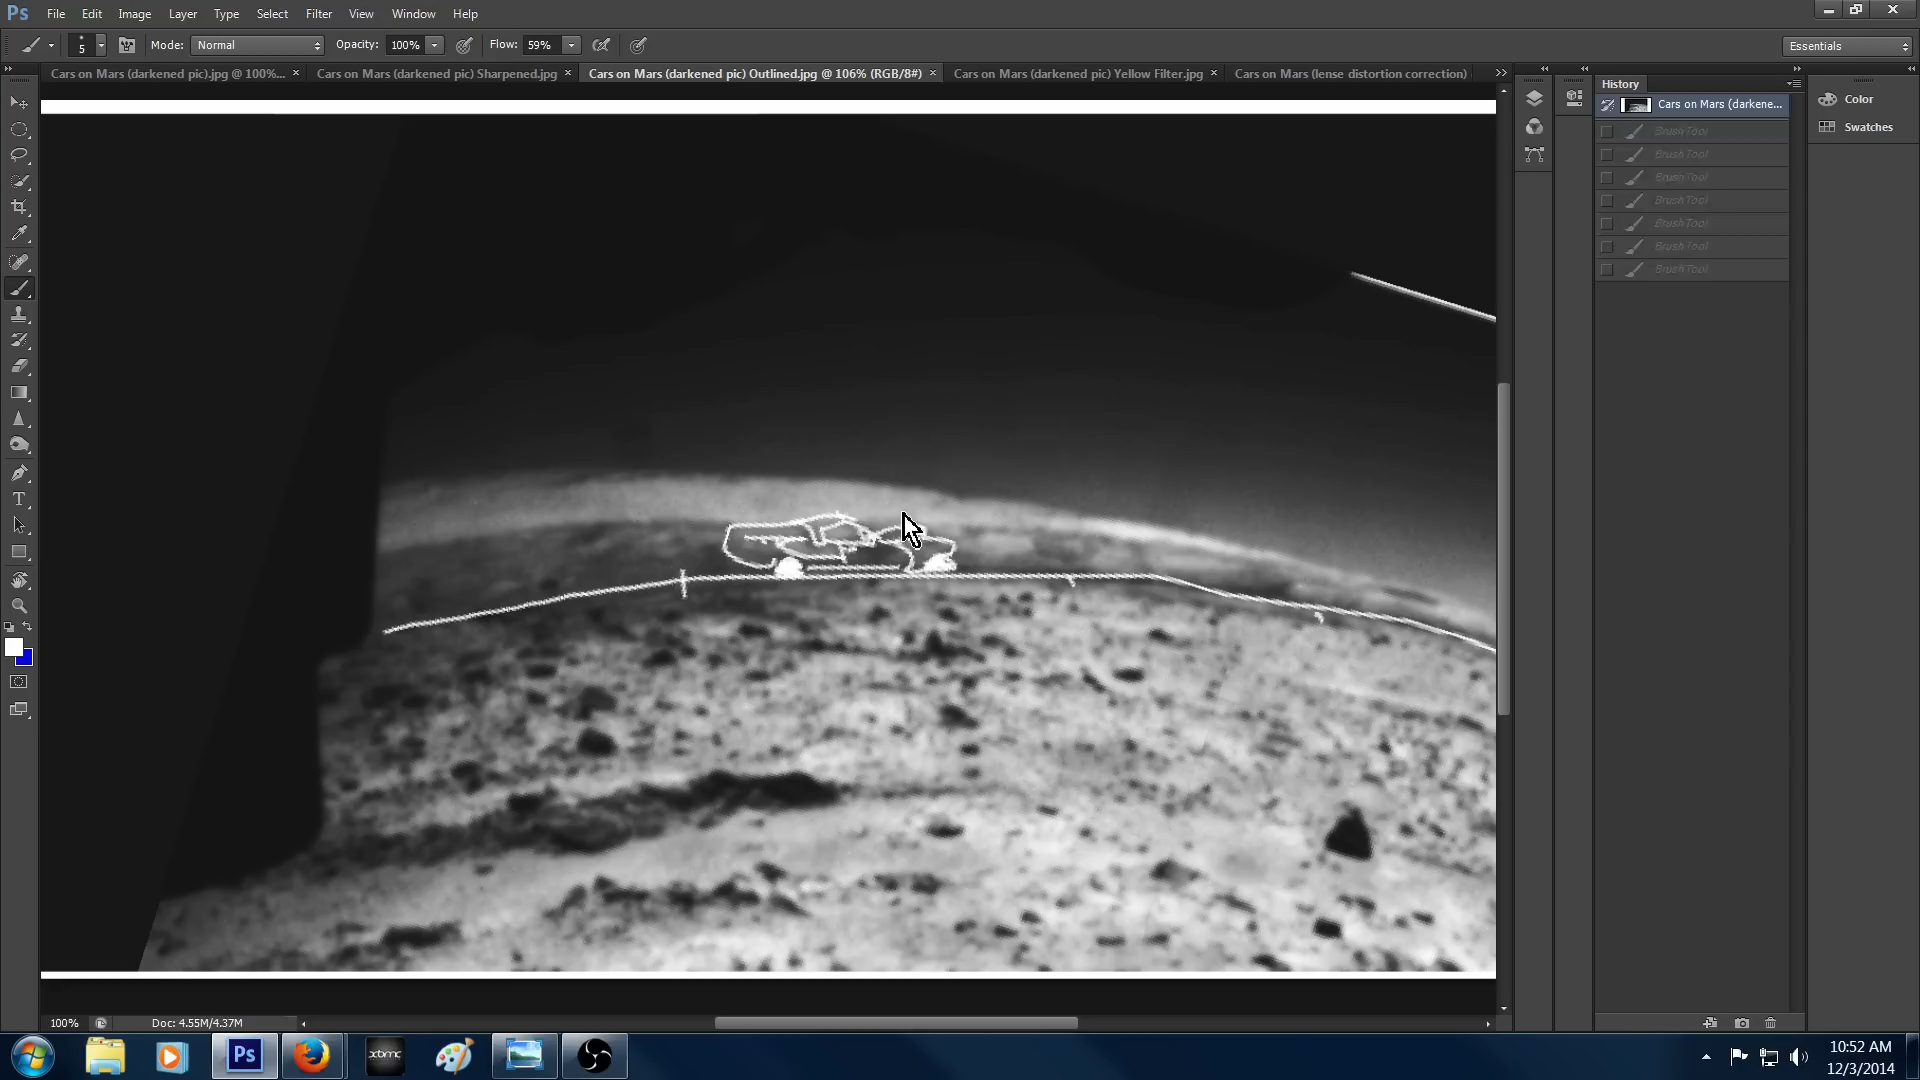 Ps File Edit Image Layer Type Select Filter View Window Help
5 Mode: Normal Opacity: 100% Flow: 59% Essentials
Cars on Mars (darkened pic).jpg @ 100%... × Cars on Mars (darkened pic) Sharpened.jpg × Cars on Mars (darkened pic) Outlined.jpg @ 106% (RGB/8#) × Cars on Mars (darkened pic) Yellow Filter.jpg × Cars on Mars (lense distortion correction)
History
Cars on Mars (darkene...
Brush Tool
Brush Tool
Brush Tool
Brush Tool
Brush Tool
Brush Tool
Brush Tool
Color
Swatches
T
100% Doc: 4.55M/4.37M
Ps xbmc
10:52 AM
12/3/2014